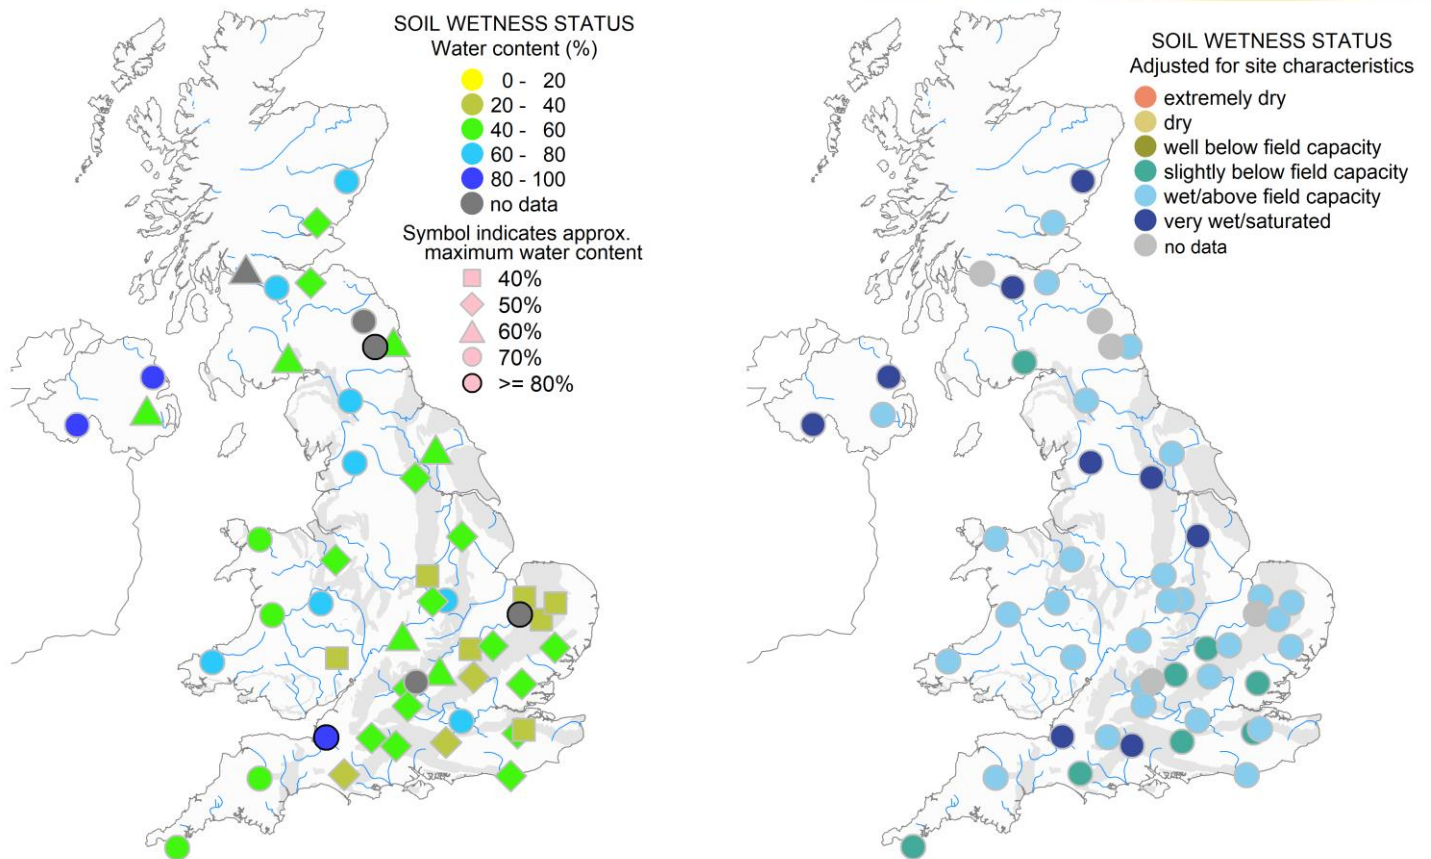 SOIL WETNESS STATUS
Water content (%)
0 - 20
20 - 40
40 - 60
60 - 80
80 - 100
no data
Symbol indicates approx.
maximum water content
40%
50%
60%
70%
>= 80%
SOIL WETNESS STATUS
Adjusted for site characteristics
extremely dry
dry
well below field capacity
slightly below field capacity
wet/above field capacity
very wet/saturated
no data